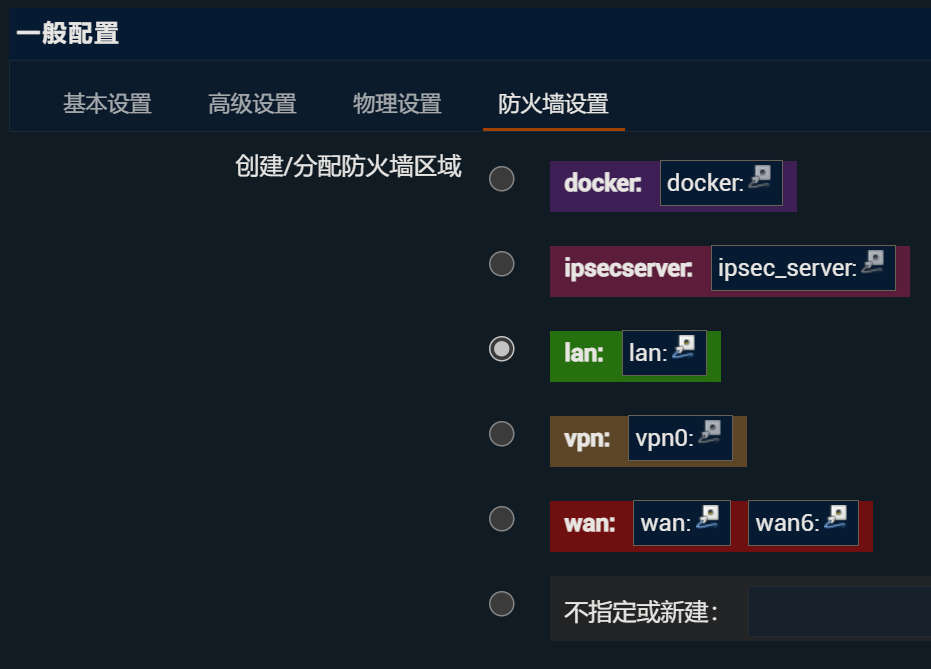 一般配置
基本设置 高级设置 物理设置 防火墙设置
创建/分配防火墙区域
docker: docker:
ipsecserver: ipsec_server:
lan: lan:
vpn: vpn0:
wan: wan: wan6:
不指定或新建：